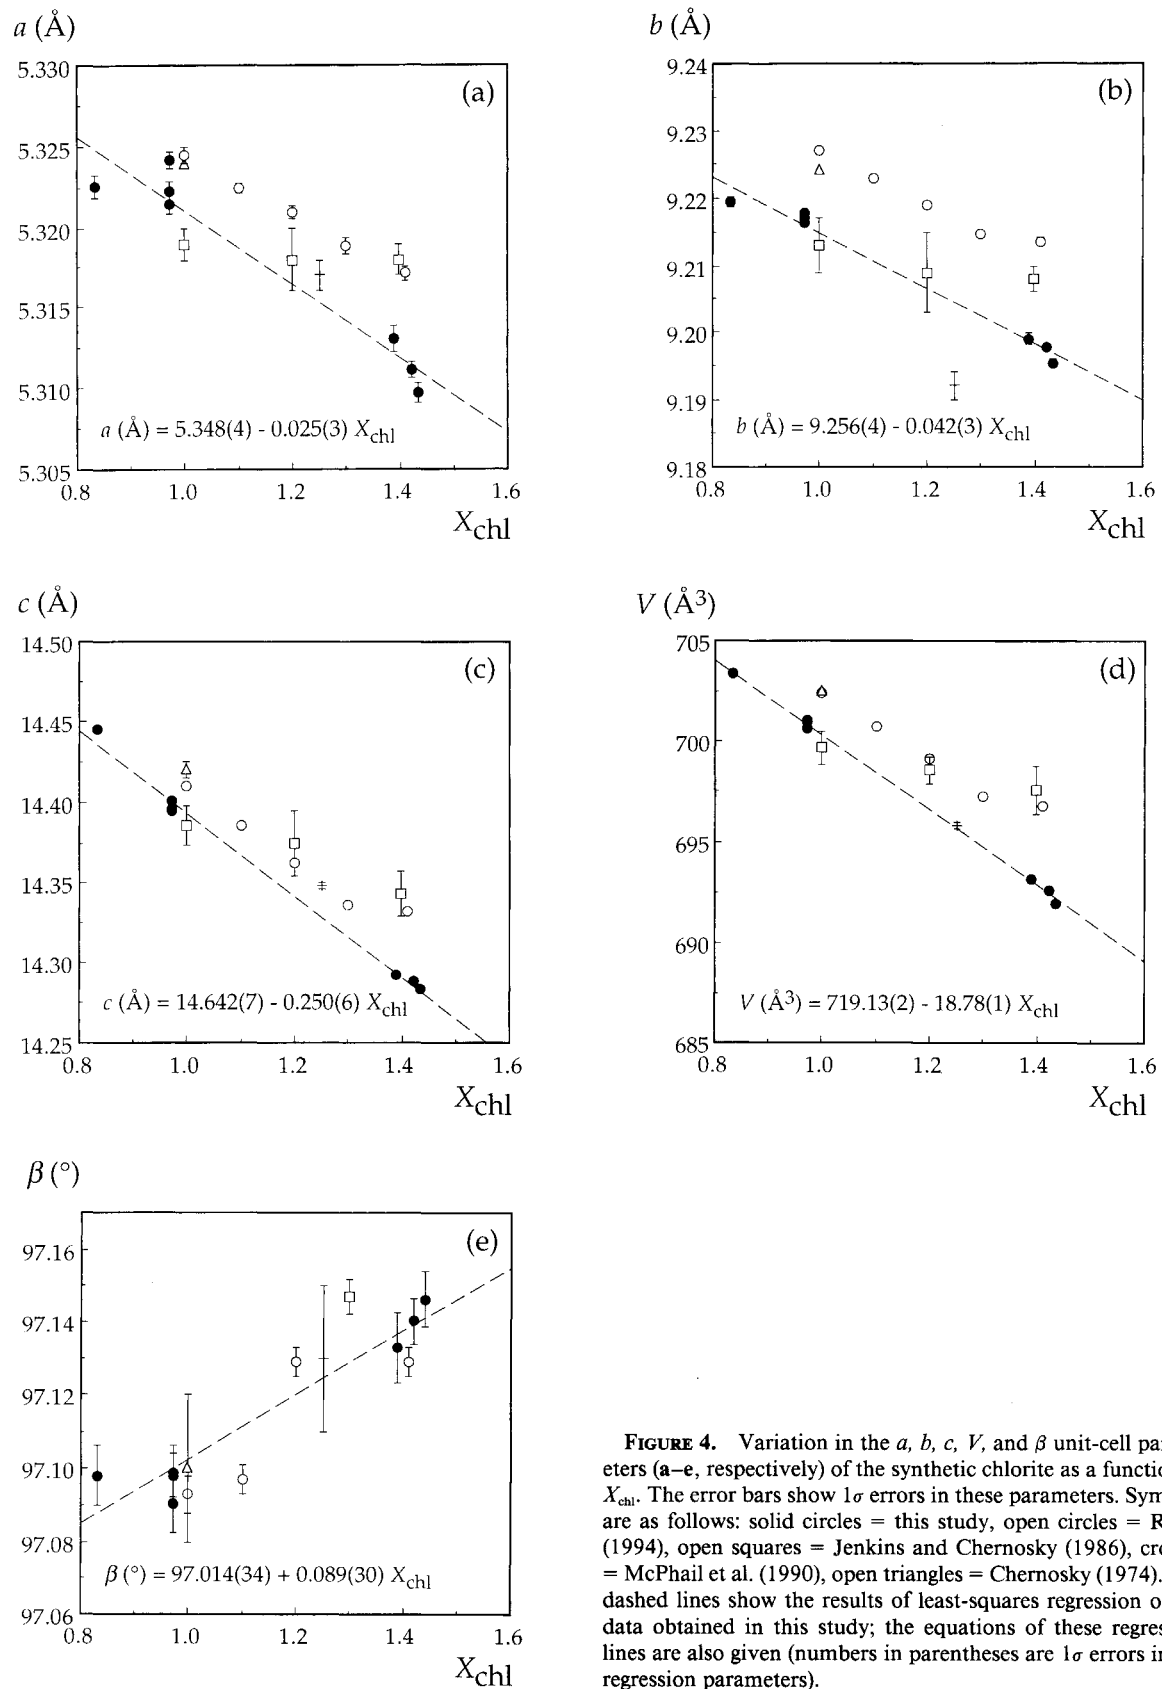 a (Å)
5.330
5.325
5.320
5.315
5.310
5.305
(a)
a (Å) = 5.348(4) - 0.025(3) Xchl
0.8 1.0 1.2 1.4 1.6
Xchl
b (Å)
9.24
9.23
9.22
9.21
9.20
9.19
9.18
(b)
b (Å) = 9.256(4) - 0.042(3) Xchl
0.8 1.0 1.2 1.4 1.6
Xchl
c (Å)
14.50
14.45
14.40
14.35
14.30
14.25
(c)
c (Å) = 14.642(7) - 0.250(6) Xchl
0.8 1.0 1.2 1.4 1.6
Xchl
V (Å³)
705
700
695
690
685
(d)
V (Å³) = 719.13(2) - 18.78(1) Xchl
0.8 1.0 1.2 1.4 1.6
Xchl
β (°)
97.16
97.14
97.12
97.10
97.08
97.06
(e)
β (°) = 97.014(34) + 0.089(30) Xchl
0.8 1.0 1.2 1.4 1.6
Xchl
FIGURE 4. Variation in the a, b, c, V, and β unit-cell par
eters (a–e, respectively) of the synthetic chlorite as a functio
Xchl. The error bars show 1σ errors in these parameters. Sym
are as follows: solid circles = this study, open circles = R
(1994), open squares = Jenkins and Chernosky (1986), cro
= McPhail et al. (1990), open triangles = Chernosky (1974).
dashed lines show the results of least-squares regression o
data obtained in this study; the equations of these regres
lines are also given (numbers in parentheses are 1σ errors in
regression parameters).